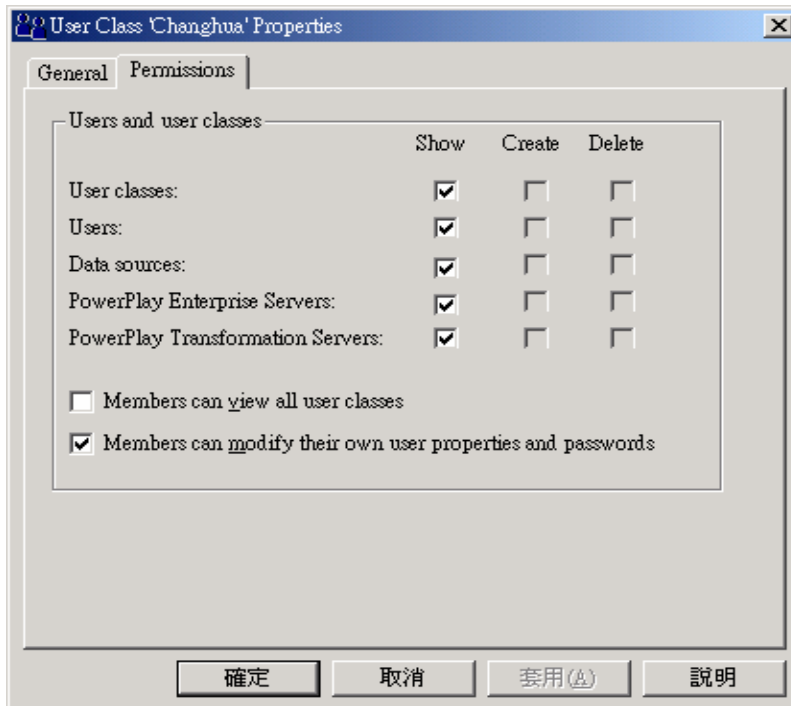 User Class 'Changhua' Properties
General Permissions
Users and user classes
Show Create Delete
User classes:
Users:
Data sources:
PowerPlay Enterprise Servers:
PowerPlay Transformation Servers:
Members can view all user classes
Members can modify their own user properties and passwords
確定 取消 套用(A) 說明